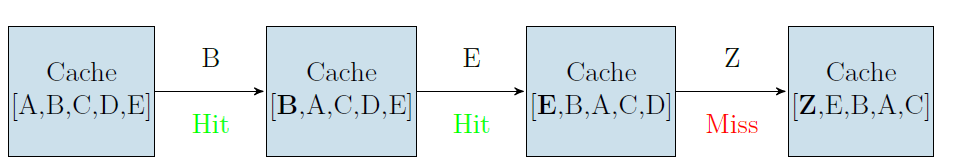 Cache
[A,B,C,D,E]
B
Hit
Cache
[B,A,C,D,E]
E
Hit
Cache
[E,B,A,C,D]
Z
Miss
Cache
[Z,E,B,A,C]